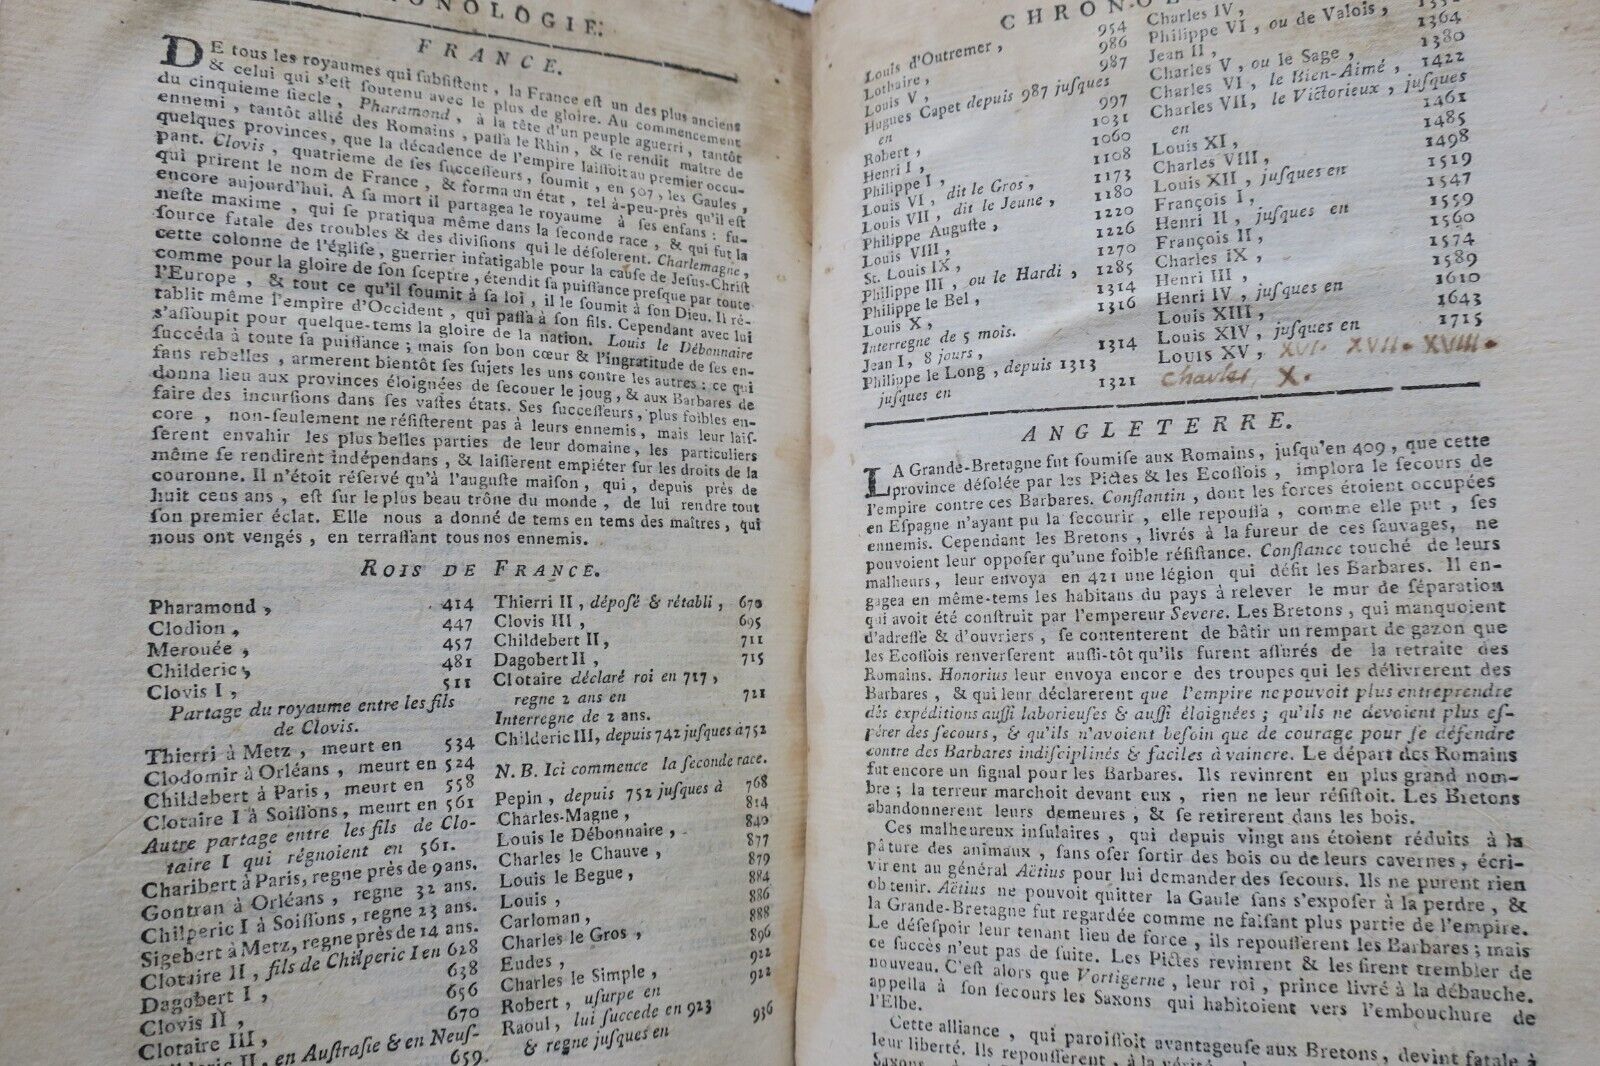 CHRONOLOGIE.
FRANCE.
DE tous les royaumes qui subsistent, la France est un des plus anciens
& celui qui s'est soutenu avec le plus de gloire. Au commencement
du cinquieme siecle, Pharamond, à la tête d'un peuple aguerri, tantôt
ennemi, tantôt allié des Romains, passa le Rhin, & se rendit maître de
quelques provinces, que la décadence de l'empire laissoit au premier occu-
pant. Clovis, quatrieme de ses successeurs, soumit, en 507, les Gaules,
qui prirent le nom de France, & forma un état, tel à-peu-près qu'il est
encore aujourd'hui. A sa mort il partagea le royaume à ses enfans: fu-
neste maxime, qui se pratiqua même dans la seconde race, & qui fut la
source fatale des troubles & des divisions qui le désolerent. Charlemagne,
cette colonne de l'église, guerrier infatigable pour la cause de Jesus-Christ
comme pour la gloire de son sceptre, étendit sa puissance presque par toute
l'Europe, & tout ce qu'il soumit à sa loi, il le soumit à son Dieu. Il ré-
tablit même l'empire d'Occident, qui passa à son fils. Cependant avec lui
s'assoupit pour quelque-tems la gloire de la nation. Louis le Débonnaire
succéda à toute sa puissance; mais son bon cœur & l'ingratitude de ses en-
fans rebelles, armerent bientôt ses sujets les uns contre les autres: ce qui
donna lieu aux provinces éloignées de secouer le joug, & aux Barbares de
faire des incursions dans ses vastes états. Ses successeurs, plus foibles en-
core, non-seulement ne résisterent pas à leurs ennemis, mais leur lais-
serent envahir les plus belles parties de leur domaine, les particuliers
même se rendirent indépendans, & laisserent empiéter sur les droits de la
couronne. Il n'étoit réservé qu'à l'auguste maison, qui, depuis près de
huit cens ans, est sur le plus beau trône du monde, de lui rendre tout
son premier éclat. Elle nous a donné de tems en tems des maîtres, qui
nous ont vengés, en terrassant tous nos ennemis.
ROIS DE FRANCE.
Pharamond, 414
Clodion, 447
Merouée, 457
Childeric, 481
Clovis I, 511
Partage du royaume entre les fils
de Clovis.
Thierri à Metz, meurt en 534
Clodomir à Orléans, meurt en 524
Childebert à Paris, meurt en 558
Clotaire I à Soissons, meurt en 561
Autre partage entre les fils de Clo-
taire I qui régnoient en 561.
Charibert à Paris, regne près de 9 ans.
Gontran à Orléans, regne 32 ans.
Chilperic I à Soissons, regne 23 ans.
Sigebert à Metz, regne près de 14 ans.
Clotaire II, fils de Chilperic I en 628
Dagobert I, 638
Clovis II, 656
Clotaire III, 670
Childeric II, en Austrasie & en Neus-
659.
Thierri II, déposé & rétabli, 670
Clovis III, 695
Childebert II, 711
Dagobert II, 715
Clotaire déclaré roi en 717,
regne 2 ans en 721
Interregne de 2 ans.
Childeric III, depuis 742 jusques à 752
N. B. Ici commence la seconde race.
Pepin, depuis 752 jusques à 768
Charles-Magne, 814
Louis le Débonnaire, 840
Charles le Chauve, 877
Louis le Begue, 879
Louis, 884
Carloman, 886
Charles le Gros, 888
Eudes, 896
Charles le Simple, 922
Robert, usurpe en 922
Raoul, lui succede en 923
& regne jusques en 936
CHRONOL
Louis d'Outremer, 954
Lothaire, 986
Louis V, 987
Hugues Capet depuis 987 jusques
en 997
Robert, 1031
Henri I, 1060
Philippe I, 1108
Louis VI, dit le Gros, 1173
Louis VII, dit le Jeune, 1180
Philippe Auguste, 1220
Louis VIII, 1226
St. Louis IX, 1270
Philippe III, ou le Hardi, 1285
Philippe le Bel, 1314
Louis X, 1316
Interregne de 5 mois.
Jean I, 8 jours, 1314
Philippe le Long, depuis 1313
jusques en 1321
Charles IV,
Philippe VI, ou de Valois,
Jean II, 1364
Charles V, ou le Sage, 1380
Charles VI, le Bien-Aimé, 1422
Charles VII, le Victorieux, jusques
en 1461
Louis XI, 1485
Charles VIII, 1498
Louis XII, jusques en 1519
François I, 1547
Henri II, jusques en 1559
François II, 1560
Charles IX, 1574
Henri III, 1589
Henri IV, jusques en 1610
Louis XIII, 1643
Louis XIV, jusques en 1715
Louis XV, XVI. XVII. XVIII.
Charles, X.
ANGLETERRE.
LA Grande-Bretagne fut soumise aux Romains, jusqu'en 409, que cette
province désolée par les Pictes & les Ecossois, implora le secours de
l'empire contre ces Barbares. Constantin, dont les forces étoient occupées
en Espagne n'ayant pu la secourir, elle repoussa, comme elle put, ses
ennemis. Cependant les Bretons, livrés à la fureur de ces sauvages, ne
pouvoient leur opposer qu'une foible résistance. Constance touché de leurs
malheurs, leur envoya en 421 une légion qui défit les Barbares. Il en-
gagea en même-tems les habitans du pays à relever le mur de séparation
qui avoit été construit par l'empereur Severe. Les Bretons, qui manquoient
d'adresse & d'ouvriers, se contenterent de bâtir un rempart de gazon que
les Ecossois renverserent aussi-tôt qu'ils furent assurés de la retraite des
Romains. Honorius leur envoya encore des troupes qui les délivrerent des
Barbares, & qui leur déclarerent que l'empire ne pouvoit plus entreprendre
des expéditions aussi laborieuses & aussi éloignées; qu'ils ne devoient plus es-
pérer des secours, & qu'ils n'avoient besoin que de courage pour se défendre
contre des Barbares indisciplinés & faciles à vaincre. Le départ des Romains
fut encore un signal pour les Barbares. Ils revinrent en plus grand nom-
bre; la terreur marchoit devant eux, rien ne leur résistoit. Les Bretons
abandonnerent leurs demeures, & se retirerent dans les bois.
Ces malheureux insulaires, qui depuis vingt ans étoient réduits à la
pâture des animaux, sans oser sortir des bois ou de leurs cavernes, écri-
virent au général Aëtius pour lui demander des secours. Ils ne purent rien
obtenir. Aëtius ne pouvoit quitter la Gaule sans s'exposer à la perdre, &
la Grande-Bretagne fut regardée comme ne faisant plus partie de l'empire.
Le désespoir leur tenant lieu de force, ils repousserent les Barbares; mais
ce succès n'eut pas de suite. Les Pictes revinrent & les firent trembler de
nouveau. C'est alors que Vortigerne, leur roi, prince livré à la débauche,
appella à son secours les Saxons qui habitoient vers l'embouchure de
l'Elbe.
Cette alliance, qui paroissoit avantageuse aux Bretons, devint fatale à
leur liberté. Ils repousserent, à la vérité
Saxons